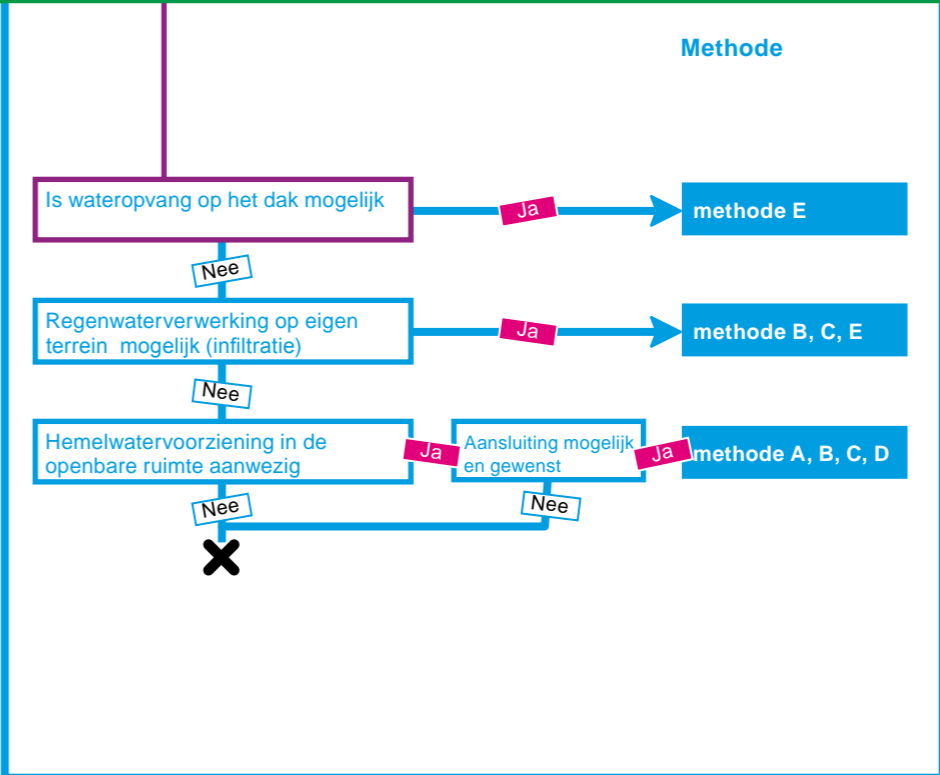 Methode
Is wateropvang op het dak mogelijk
Ja
methode E
Nee
Regenwaterverwerking op eigen
terrein mogelijk (infiltratie)
Ja
methode B, C, E
Nee
Hemelwatervoorziening in de
openbare ruimte aanwezig
Ja
Aansluiting mogelijk
en gewenst
Ja
methode A, B, C, D
Nee
Nee